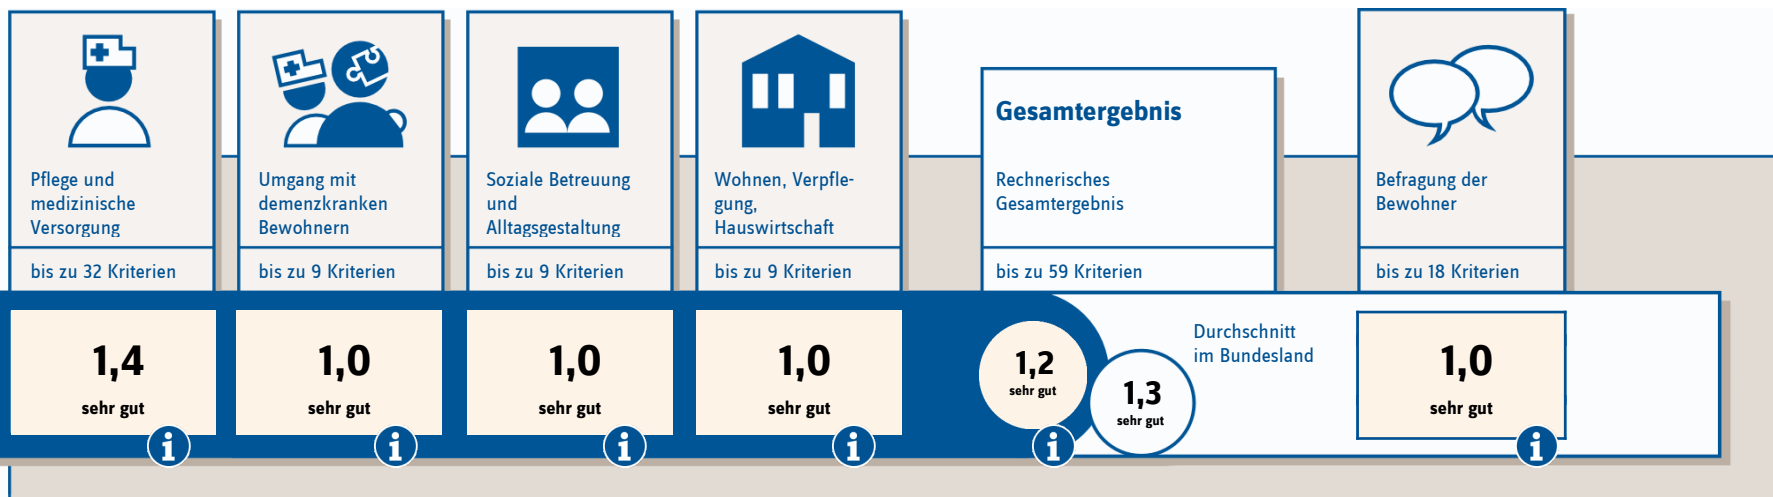 Pflege und
medizinische
Versorgung
bis zu 32 Kriterien
1,4
sehr gut
Umgang mit
demenzkranken
Bewohnern
bis zu 9 Kriterien
1,0
sehr gut
Soziale Betreuung
und
Alltagsgestaltung
bis zu 9 Kriterien
1,0
sehr gut
Wohnen, Verpfle-
gung,
Hauswirtschaft
bis zu 9 Kriterien
1,0
sehr gut
Gesamtergebnis
Rechnerisches
Gesamtergebnis
bis zu 59 Kriterien
1,2
sehr gut
1,3
sehr gut
Durchschnitt
im Bundesland
Befragung der
Bewohner
bis zu 18 Kriterien
1,0
sehr gut